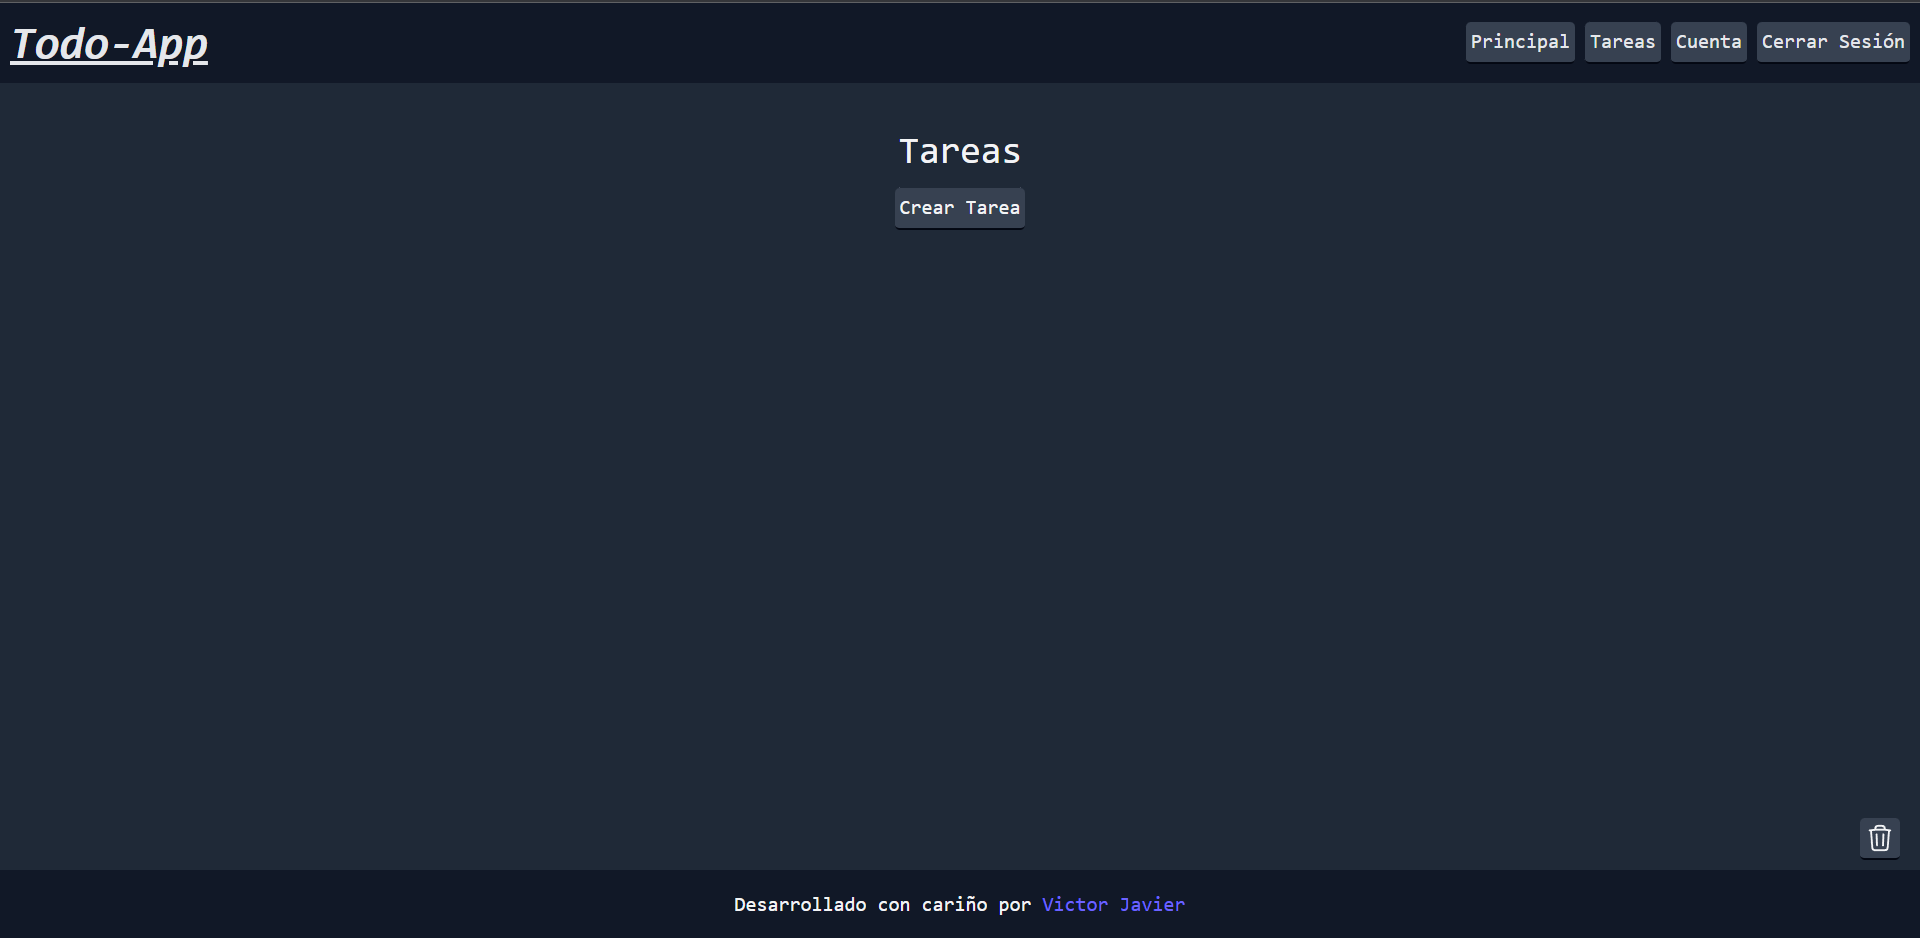 Todo-App
Principal Tareas Cuenta Cerrar Sesión
Tareas
Crear Tarea
Desarrollado con cariño por Victor Javier